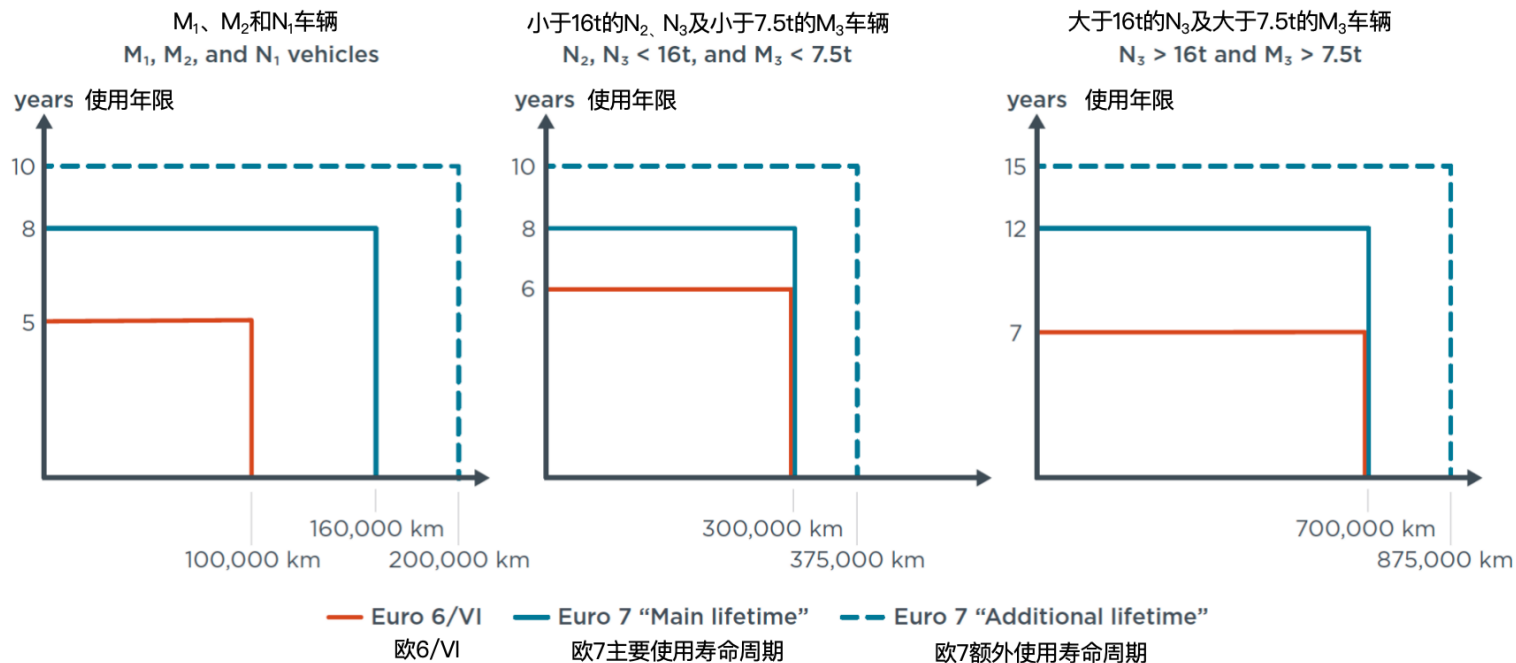 M₁、M₂和N₁车辆
M₁, M₂, and N₁ vehicles
years 使用年限
10
8
5
160,000 km
100,000 km
200,000 km
小于16t的N₂、N₃及小于7.5t的M₃车辆
N₂, N₃ < 16t, and M₃ < 7.5t
years 使用年限
10
8
6
300,000 km
375,000 km
大于16t的N₃及大于7.5t的M₃车辆
N₃ > 16t and M₃ > 7.5t
years 使用年限
15
12
7
700,000 km
875,000 km
Euro 6/VI
欧6/VI
Euro 7 “Main lifetime”
欧7主要使用寿命周期
Euro 7 “Additional lifetime”
欧7额外使用寿命周期